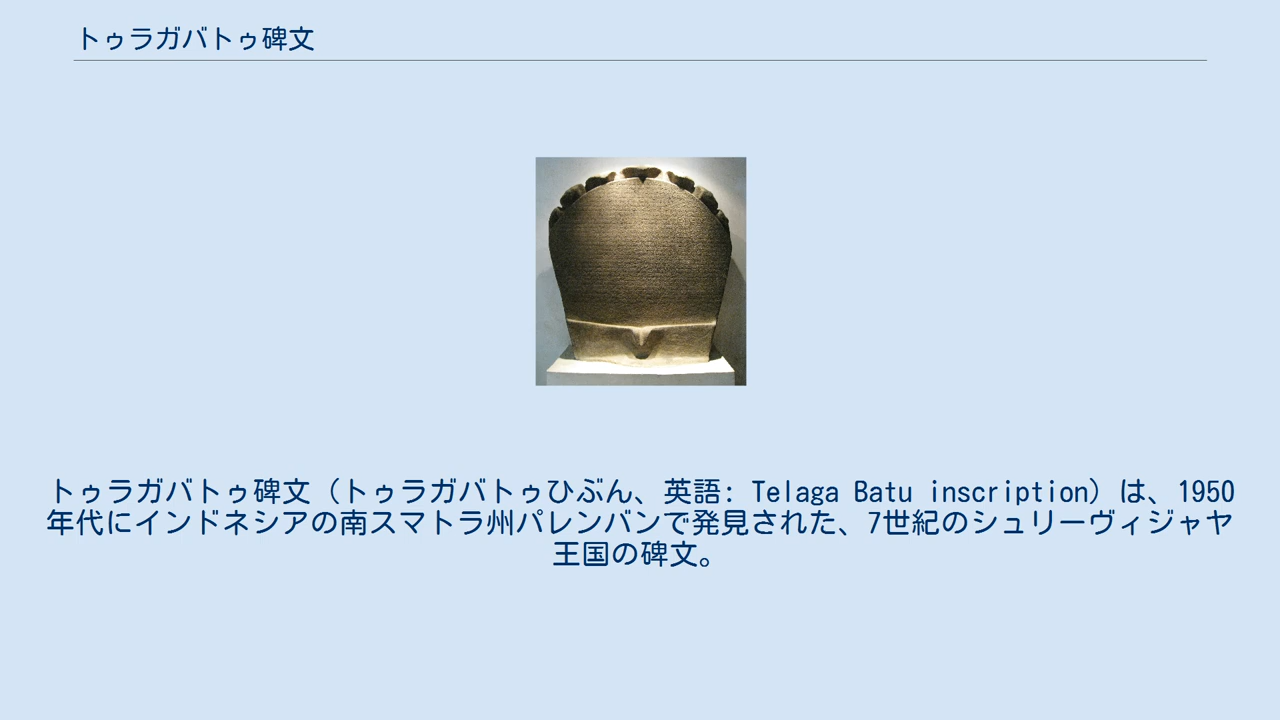 トゥラガバトゥ碑文
トゥラガバトゥ碑文（トゥラガバトゥひぶん、英語: Telaga Batu inscription）は、1950
年代にインドネシアの南スマトラ州パレンバンで発見された、7世紀のシュリーヴィジャヤ
王国の碑文。